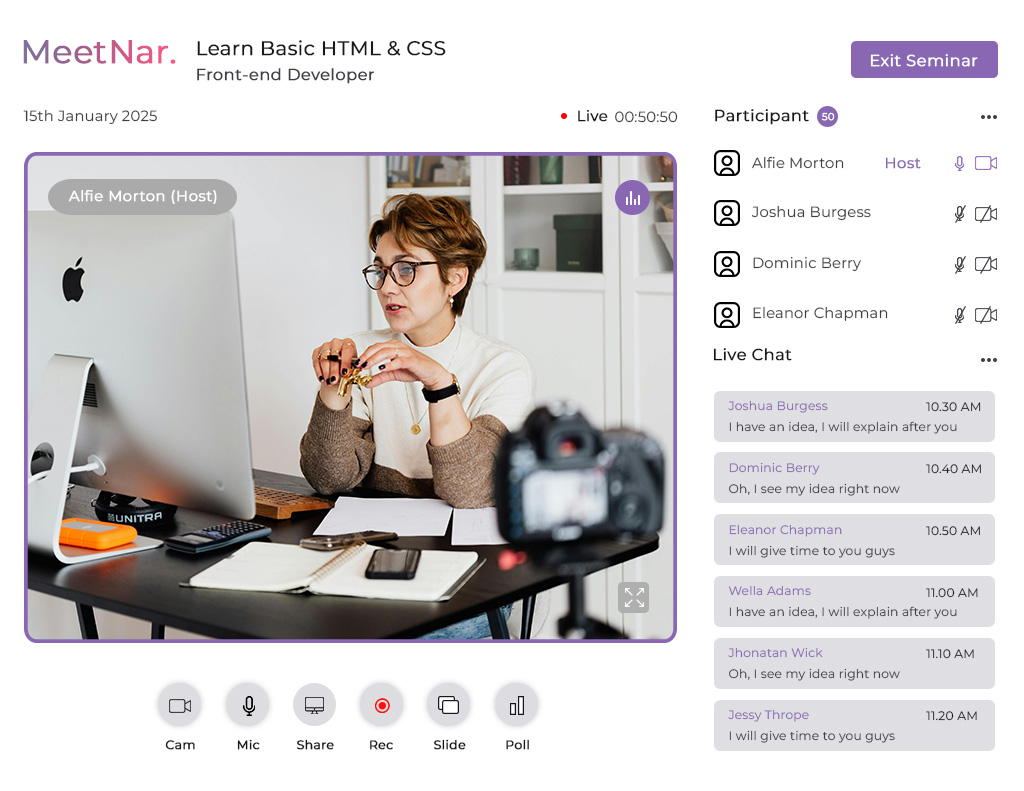 MeetNar.
Learn Basic HTML & CSS
Front-end Developer
Exit Seminar
15th January 2025
Live 00:50:50
Alfie Morton (Host)
UNITRA
Cam
Mic
Share
Rec
Slide
Poll
Participant 50
Alfie Morton Host
Joshua Burgess
Dominic Berry
Eleanor Chapman
Live Chat
Joshua Burgess 10.30 AM
I have an idea, I will explain after you
Dominic Berry 10.40 AM
Oh, I see my idea right now
Eleanor Chapman 10.50 AM
I will give time to you guys
Wella Adams 11.00 AM
I have an idea, I will explain after you
Jhonatan Wick 11.10 AM
Oh, I see my idea right now
Jessy Thrope 11.20 AM
I will give time to you guys